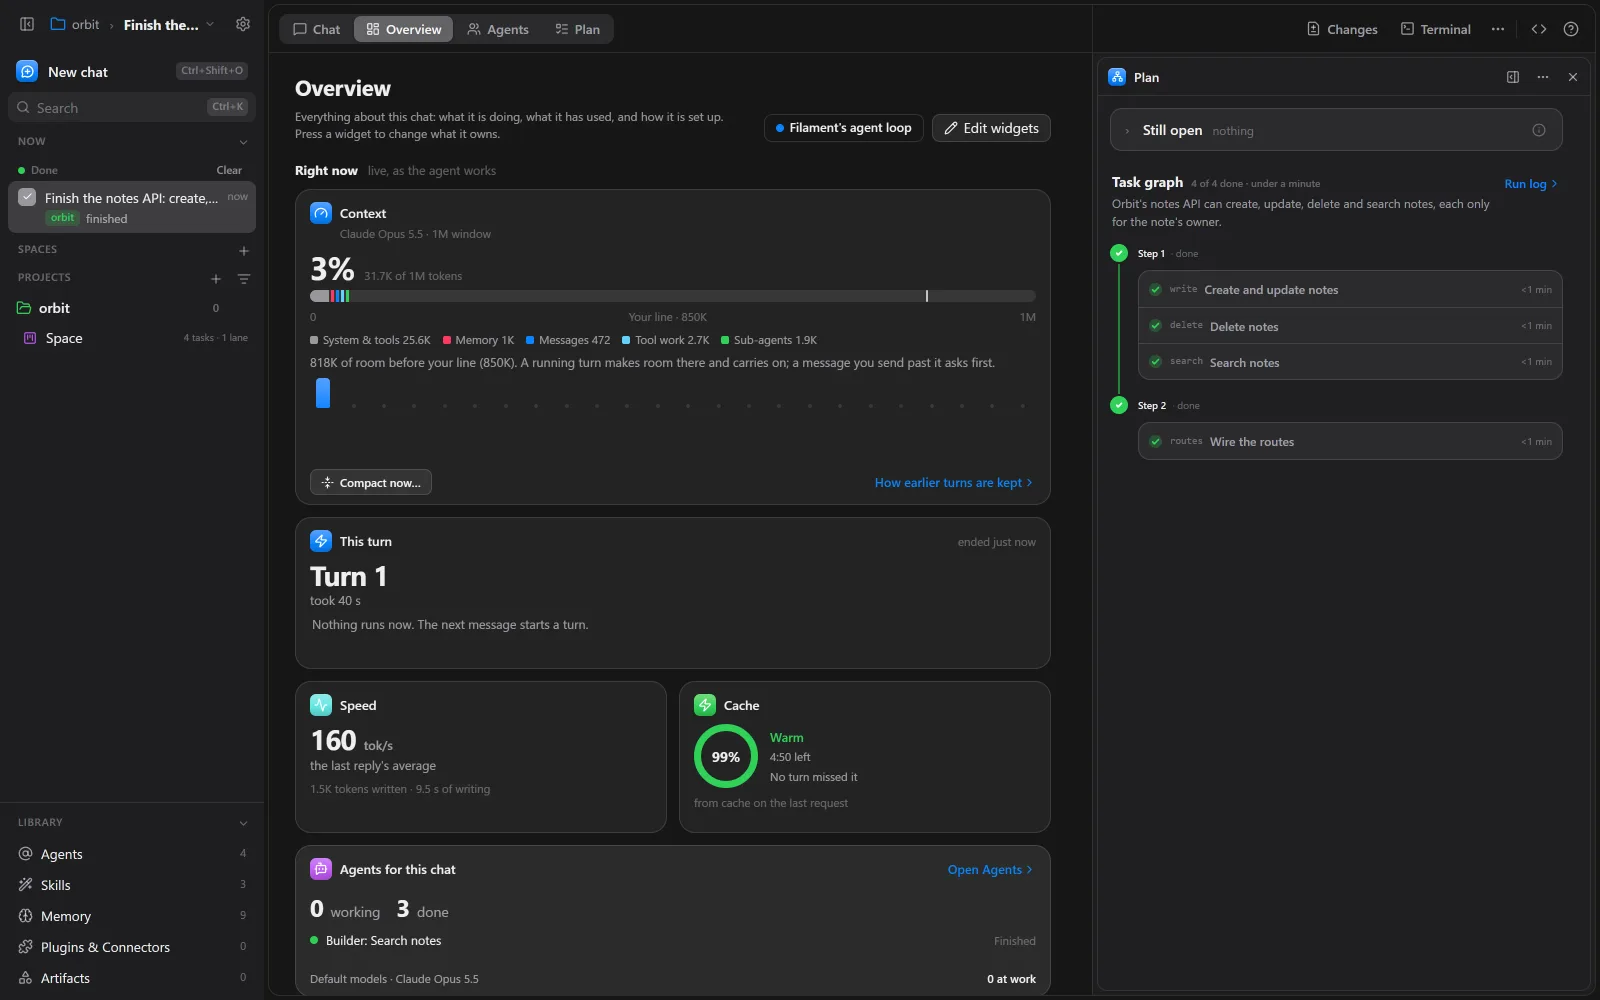 orbit › Finish the...
New chat Ctrl+Shift+O
Search Ctrl+K
NOW
Done Clear
Finish the notes API: create,... now
orbit finished
SPACES
PROJECTS
orbit 0
Space 4 tasks · 1 lane
LIBRARY
Agents 4
Skills 3
Memory 9
Plugins & Connectors 0
Artifacts 0
Chat Overview Agents Plan
Changes Terminal
Overview
Everything about this chat: what it is doing, what it has used, and how it is set up.
Press a widget to change what it owns.
Filament's agent loop Edit widgets
Right now live, as the agent works
Context
Claude Opus 5.5 · 1M window
3% 31.7K of 1M tokens
0 Your line · 850K 1M
System & tools 25.6K Memory 1K Messages 472 Tool work 2.7K Sub-agents 1.9K
818K of room before your line (850K). A running turn makes room there and carries on; a message you send past it asks first.
Compact now... How earlier turns are kept ›
This turn ended just now
Turn 1
took 40 s
Nothing runs now. The next message starts a turn.
Speed
160 tok/s
the last reply's average
1.5K tokens written · 9.5 s of writing
Cache
99%
Warm
4:50 left
No turn missed it
from cache on the last request
Agents for this chat Open Agents ›
0 working 3 done
Builder: Search notes Finished
Default models · Claude Opus 5.5 0 at work
Plan
› Still open nothing
Task graph 4 of 4 done · under a minute Run log ›
Orbit's notes API can create, update, delete and search notes, each only
for the note's owner.
Step 1 · done
write Create and update notes <1 min
delete Delete notes <1 min
search Search notes <1 min
Step 2 · done
routes Wire the routes <1 min